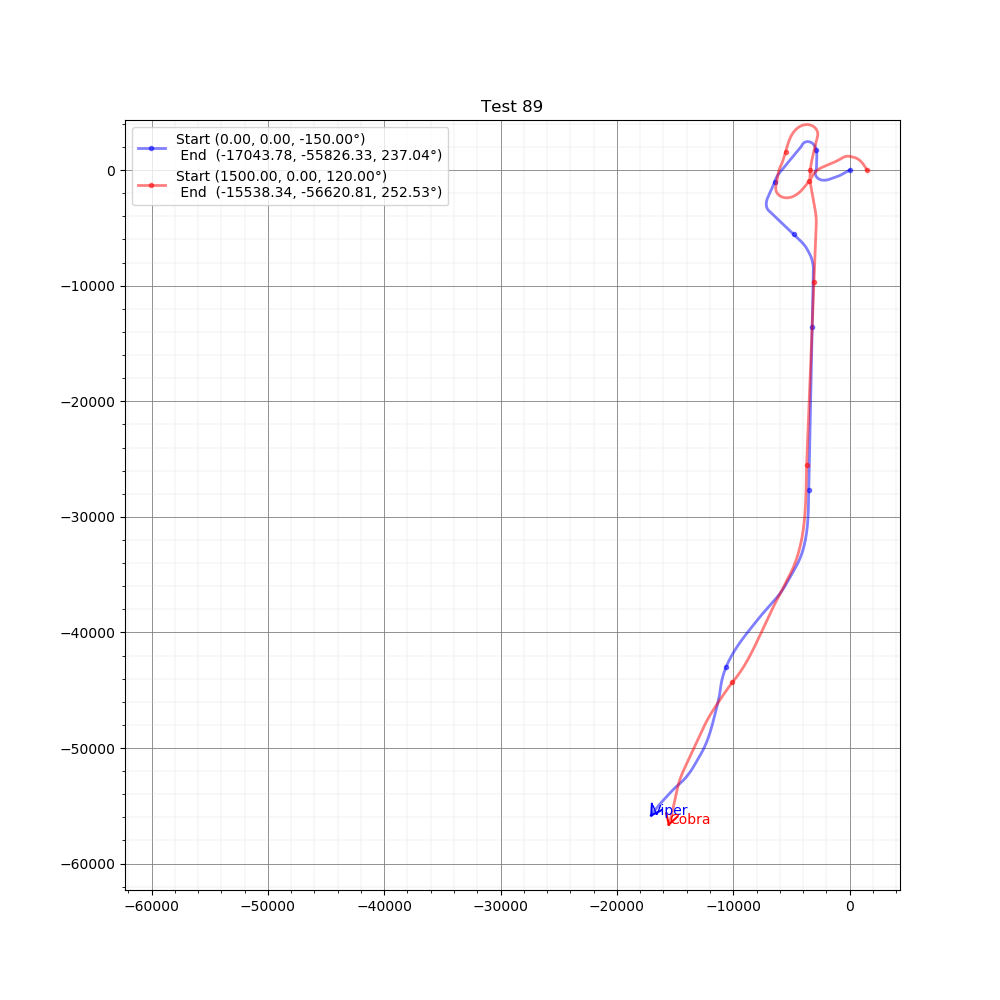 Test 89
Start (0.00, 0.00, -150.00°)
End  (-17043.78, -55826.33, 237.04°)
Start (1500.00, 0.00, 120.00°)
End  (-15538.34, -56620.81, 252.53°)
0
−10000
−20000
−30000
−40000
−50000
−60000
Viper
Cobra
−60000 −50000 −40000 −30000 −20000 −10000 0